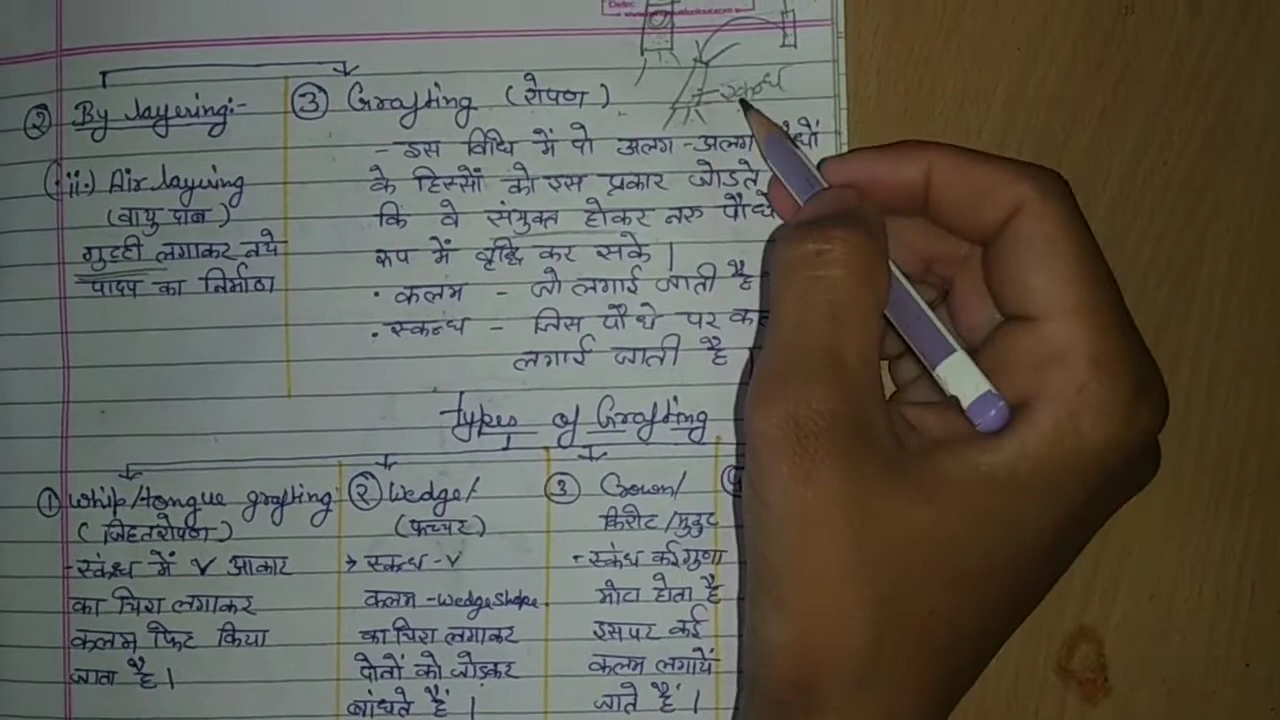 Date:
स्कन्ध
② By layering:-
(ii.) Air layering
(वायु दाब)
गुट्टी लगाकर नये
पादप का निर्माण
③ Grafting (रोपण)
- इस विधि में दो अलग-अलग
के हिस्सों को इस प्रकार जोड़ते
कि वे संयुक्त होकर नए पौधे
रूप में वृद्धि कर सके।
• कलम - जो लगाई जाती है
• स्कन्ध - जिस पौधे पर
लगाई जाती है
Types of Grafting
① Whip/tongue grafting
(जिह्वारोपण)
- स्कंध में V आकार
का चिरा लगाकर
कलम फिट किया
जाता है।
② Wedge/
(फच्चर)
→ स्कन्ध-V
कलम-wedge shape
का चिरा लगाकर
दोनों को जोड़कर
बांधते हैं।
③ Crown/
किरीट/मुकुट
- स्कंध कई गुणा
मोटा होता है
इसपर कई
कलम लगायें
जाते हैं।